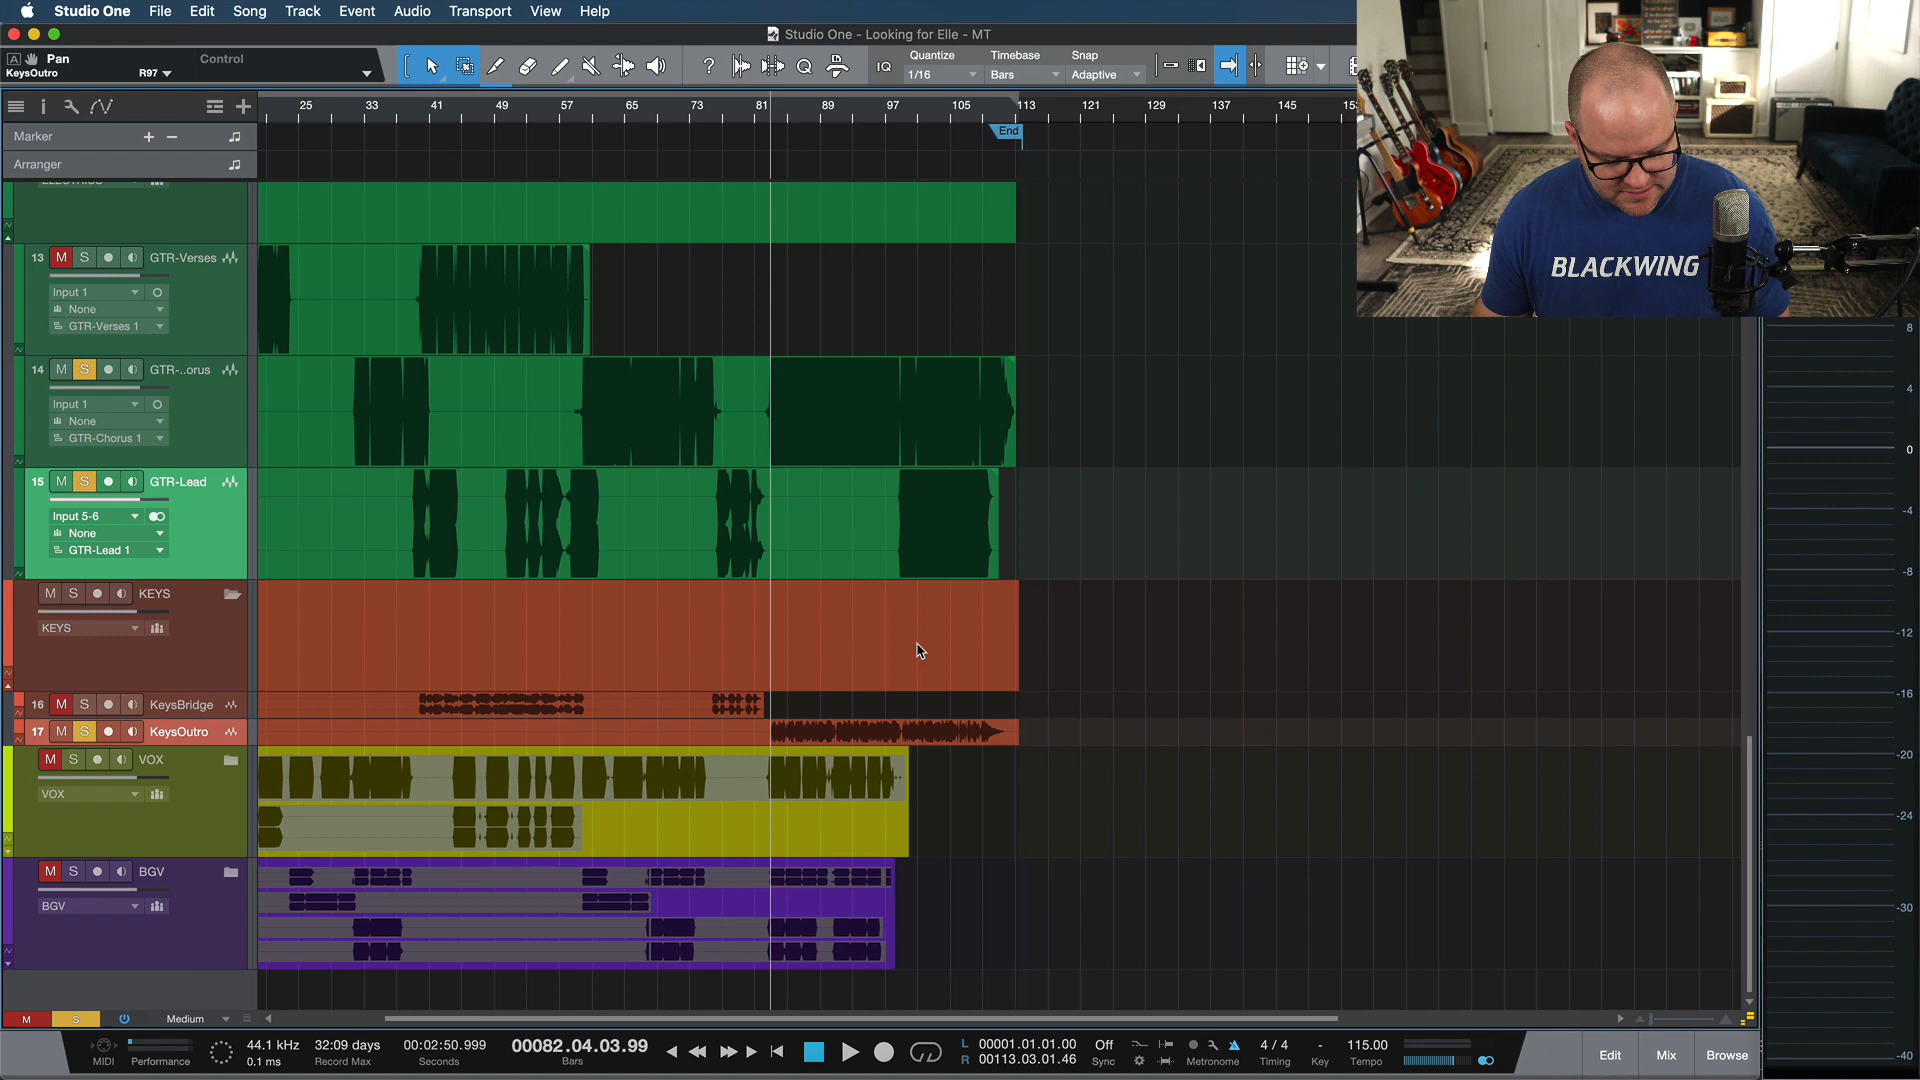 Studio One File Edit Song Track Event Audio Transport View Help
Studio One - Looking for Elle - MT
Pan Control
KeysOutro R97
IQ Quantize Timebase Snap
1/16 Bars Adaptive
25 33 41 49 57 65 73 81 89 97 105 113 121 129 137 145
End
Marker
Arranger
13 M S GTR-Verses
Input 1
None
GTR-Verses 1
14 M S GTR-..orus
Input 1
None
GTR-Chorus 1
15 M S GTR-Lead
Input 5-6
None
GTR-Lead 1
M S KEYS
KEYS
16 M S KeysBridge
17 M S KeysOutro
M S VOX
VOX
M S BGV
BGV
BLACKWING
8
4
0
-4
-8
-12
-16
-20
-24
-30
-40
M S Medium
MIDI Performance
44.1 kHz
0.1 ms
32:09 days
Record Max
00:02:50.999
Seconds
00082.04.03.99
Bars
L 00001.01.01.00
R 00113.03.01.46
Off
Sync
Metronome
4 / 4
Timing
-
Key
115.00
Tempo
Edit Mix Browse